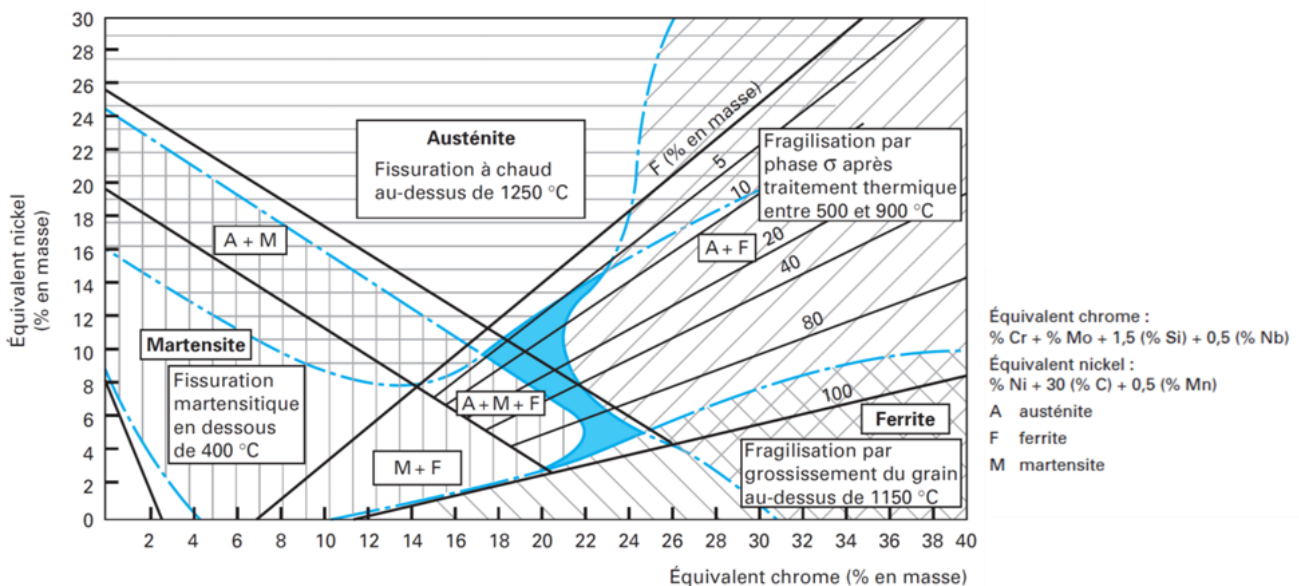 30
28
26
24
22
20
18
16
14
12
10
8
6
4
2
0
Équivalent nickel
(% en masse)
Austénite
Fissuration à chaud
au-dessus de 1250 °C
A + M
Martensite
Fissuration
martensitique
en dessous
de 400 °C
A + M + F
M + F
F (% en masse)
5
10
20
40
80
100
Fragilisation par
phase σ après
traitement thermique
entre 500 et 900 °C
A + F
Ferrite
Fragilisation par
grossissement du grain
au-dessus de 1150 °C
2 4 6 8 10 12 14 16 18 20 22 24 26 28 30 32 34 36 38 40
Équivalent chrome (% en masse)
Équivalent chrome :
% Cr + % Mo + 1,5 (% Si) + 0,5 (% Nb)
Équivalent nickel :
% Ni + 30 (% C) + 0,5 (% Mn)
A austénite
F ferrite
M martensite